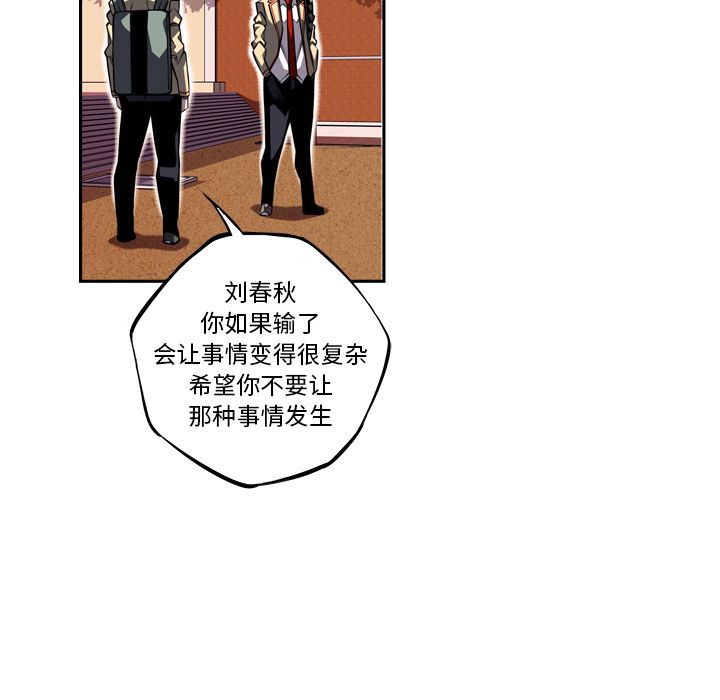 刘春秋
你如果输了
会让事情变得很复杂
希望你不要让
那种事情发生